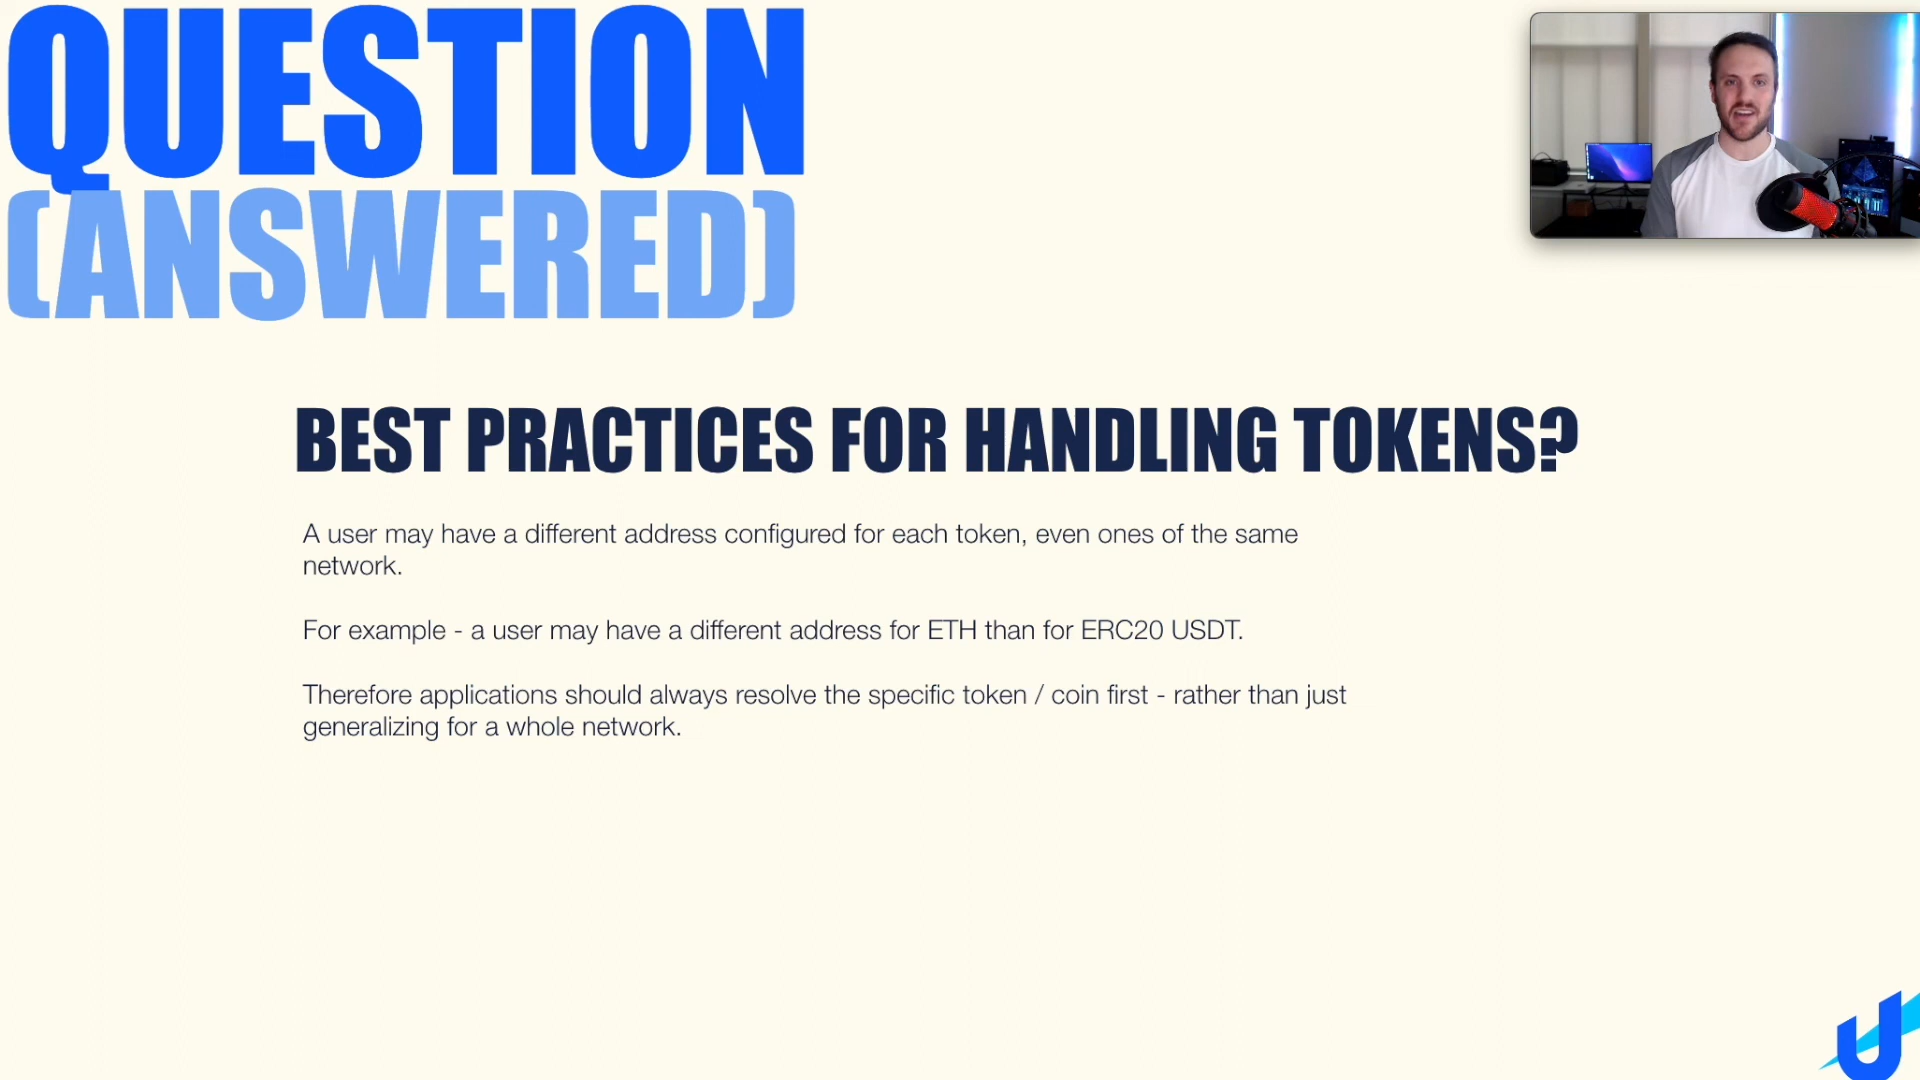 QUESTION
(ANSWERED)
BEST PRACTICES FOR HANDLING TOKENS?
A user may have a different address configured for each token, even ones of the same
network.
For example - a user may have a different address for ETH than for ERC20 USDT.
Therefore applications should always resolve the specific token / coin first - rather than just
generalizing for a whole network.